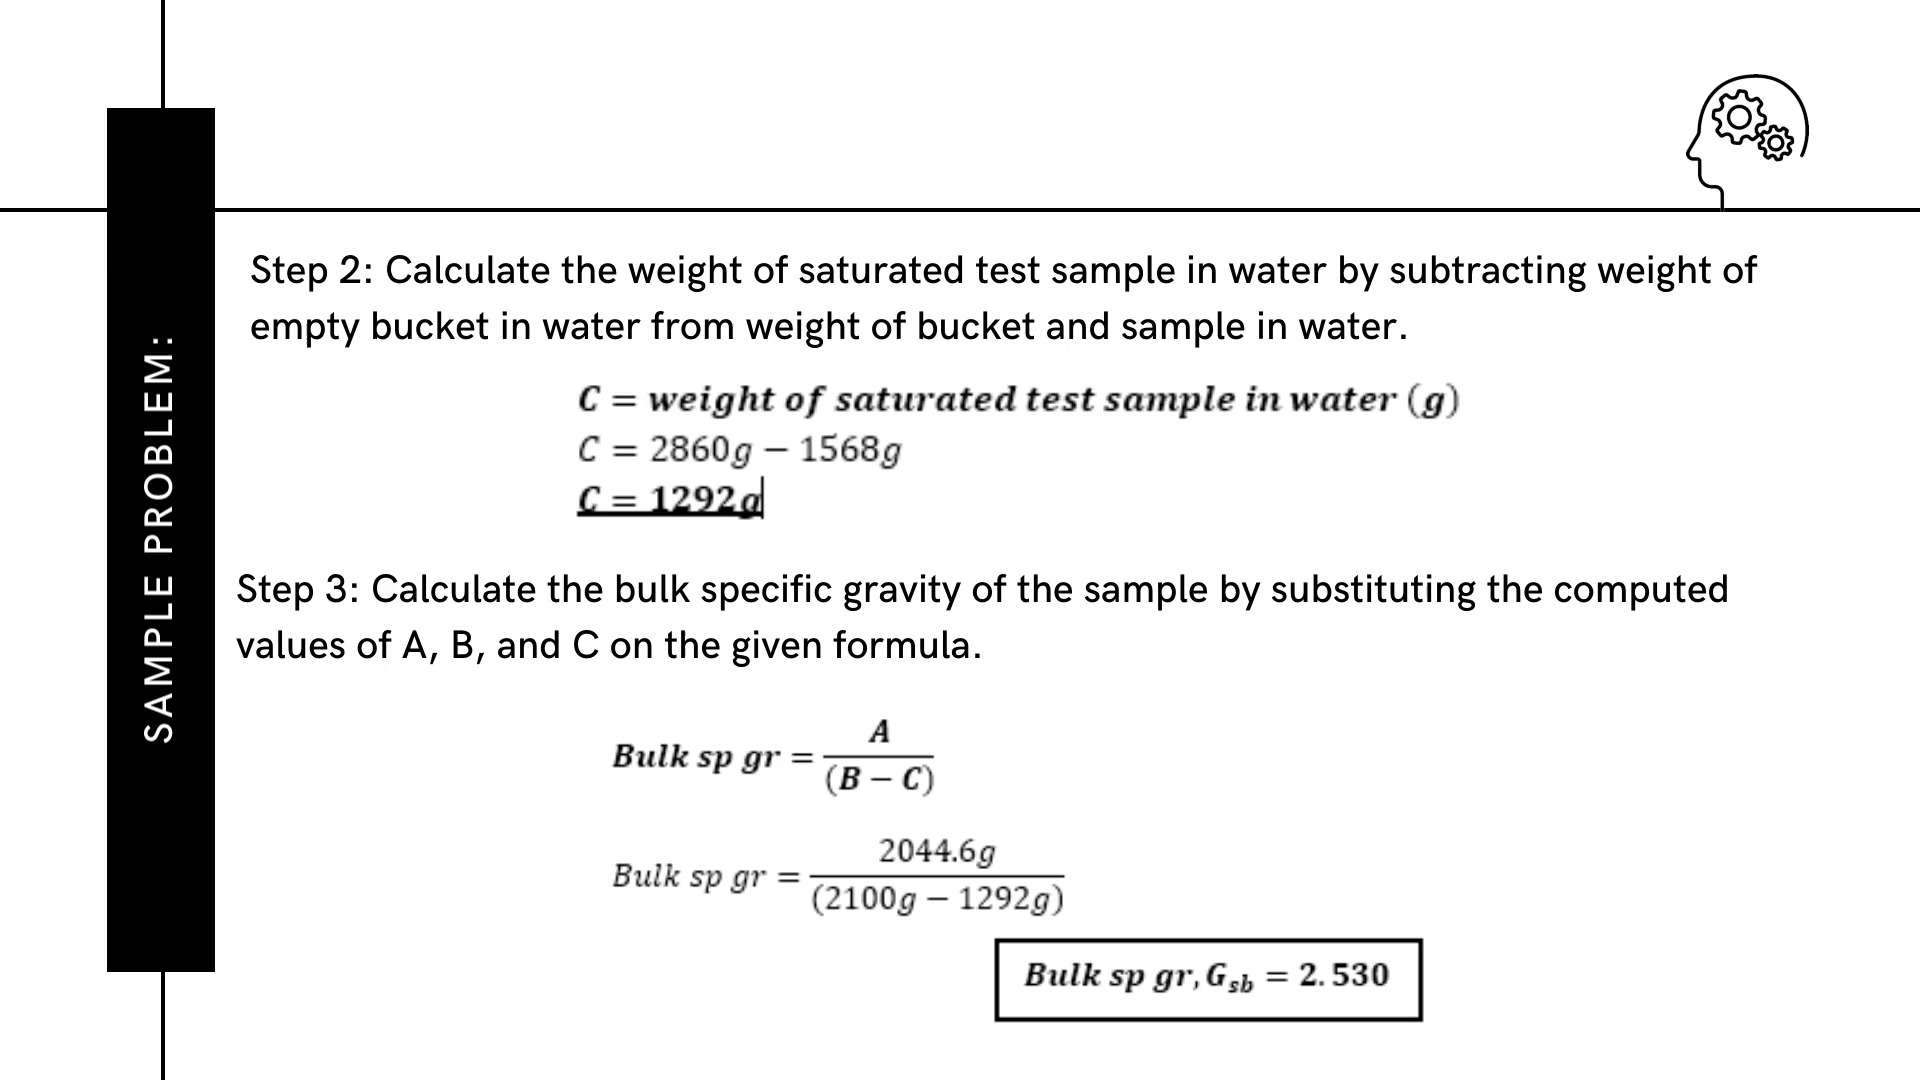 SAMPLE PROBLEM:
Step 2: Calculate the weight of saturated test sample in water by subtracting weight of
empty bucket in water from weight of bucket and sample in water.
C = weight of saturated test sample in water (g)
C = 2860g − 1568g
C = 1292g
Step 3: Calculate the bulk specific gravity of the sample by substituting the computed
values of A, B, and C on the given formula.
Bulk sp gr = A / (B − C)
Bulk sp gr = 2044.6g / (2100g − 1292g)
Bulk sp gr, Gsb = 2.530